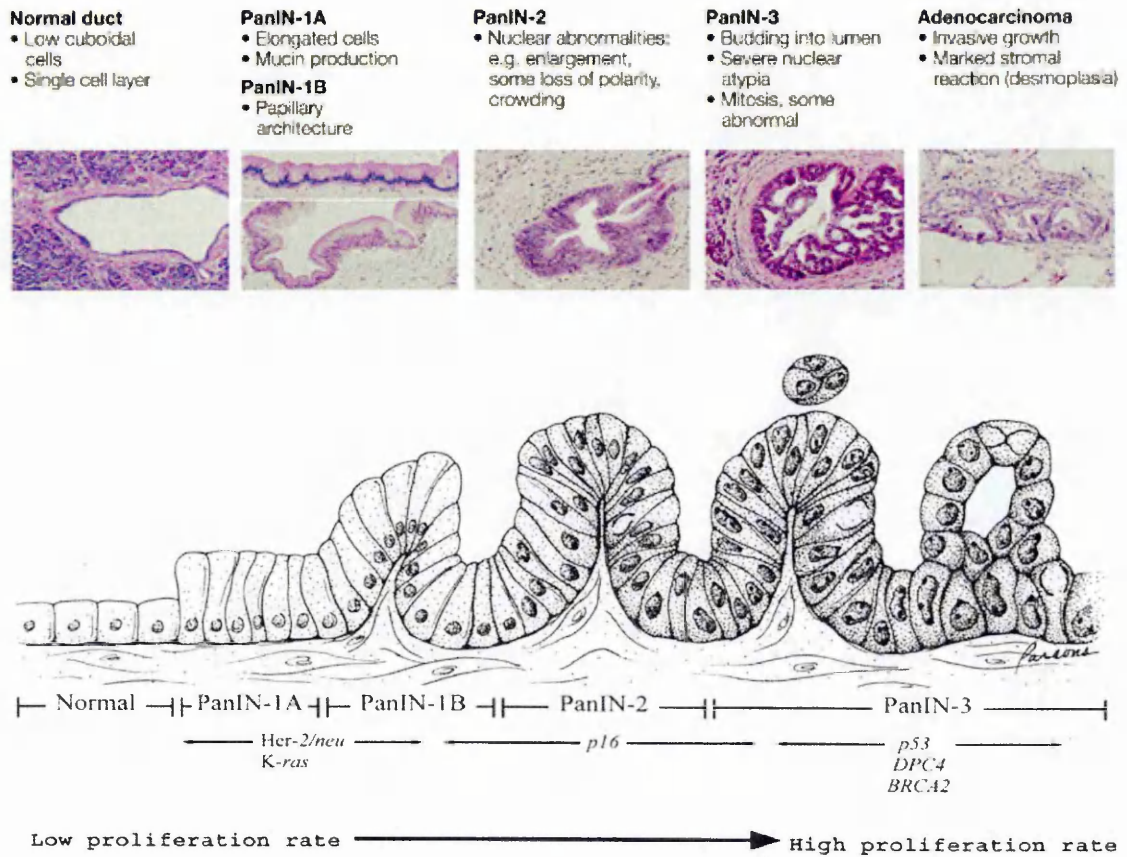 Normal duct
• Low cuboidal
cells
• Single cell layer
PanIN-1A
• Elongated cells
• Mucin production
PanIN-1B
• Papillary
architecture
PanIN-2
• Nuclear abnormalities:
e.g. enlargement,
some loss of polarity,
crowding
PanIN-3
• Budding into lumen
• Severe nuclear
atypia
• Mitosis, some
abnormal
Adenocarcinoma
• Invasive growth
• Marked stromal
reaction (desmoplasia)
Parsons
Normal PanIN-1A PanIN-1B PanIN-2 PanIN-3
Her-2/neu p16 p53
K-ras DPC4
BRCA2
Low proliferation rate High proliferation rate